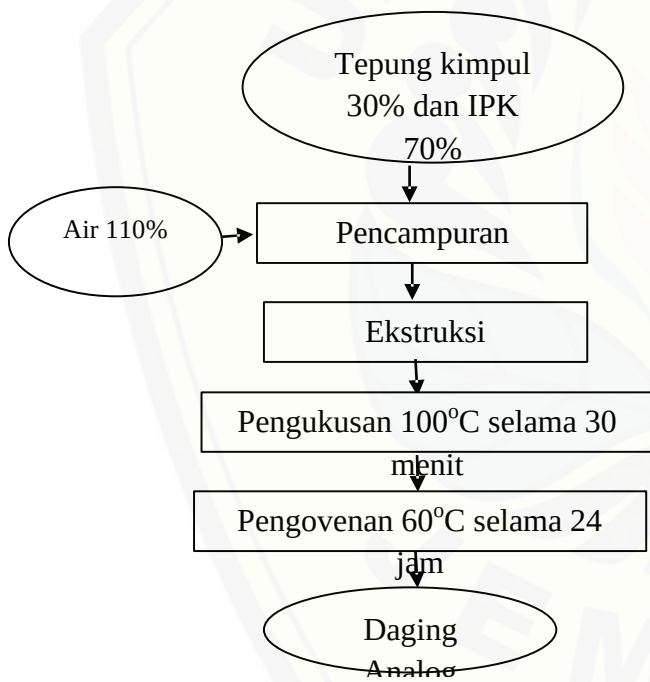 Tepung kimpul
30% dan IPK
70%
Air 110%
Pencampuran
Ekstruksi
Pengukusan 100°C selama 30
menit
Pengovenan 60°C selama 24
jam
Daging
Analog